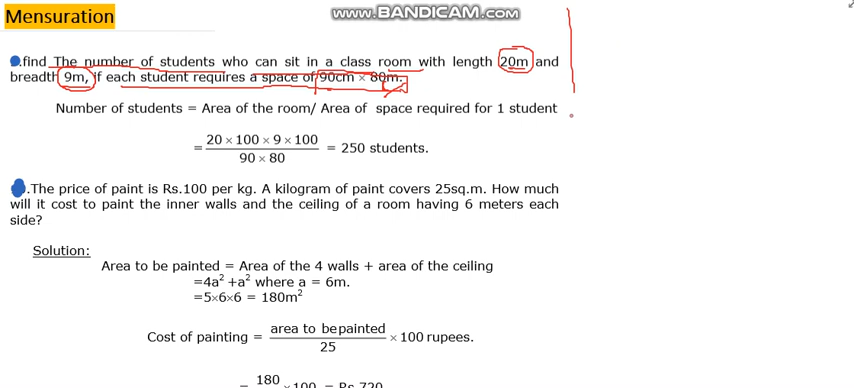 www.BANDICAM.com
Mensuration
.find The number of students who can sit in a class room with length 20m and
breadth 9m, if each student requires a space of 90cm × 80m.
Number of students = Area of the room/ Area of space required for 1 student
= 20 × 100 × 9 × 100 / 90 × 80 = 250 students.
.The price of paint is Rs.100 per kg. A kilogram of paint covers 25sq.m. How much
will it cost to paint the inner walls and the ceiling of a room having 6 meters each
side?
Solution:
Area to be painted = Area of the 4 walls + area of the ceiling
=4a² +a² where a = 6m.
=5×6×6 = 180m²
Cost of painting = area to be painted / 25 × 100 rupees.
= 180 × 100 = Rs.720